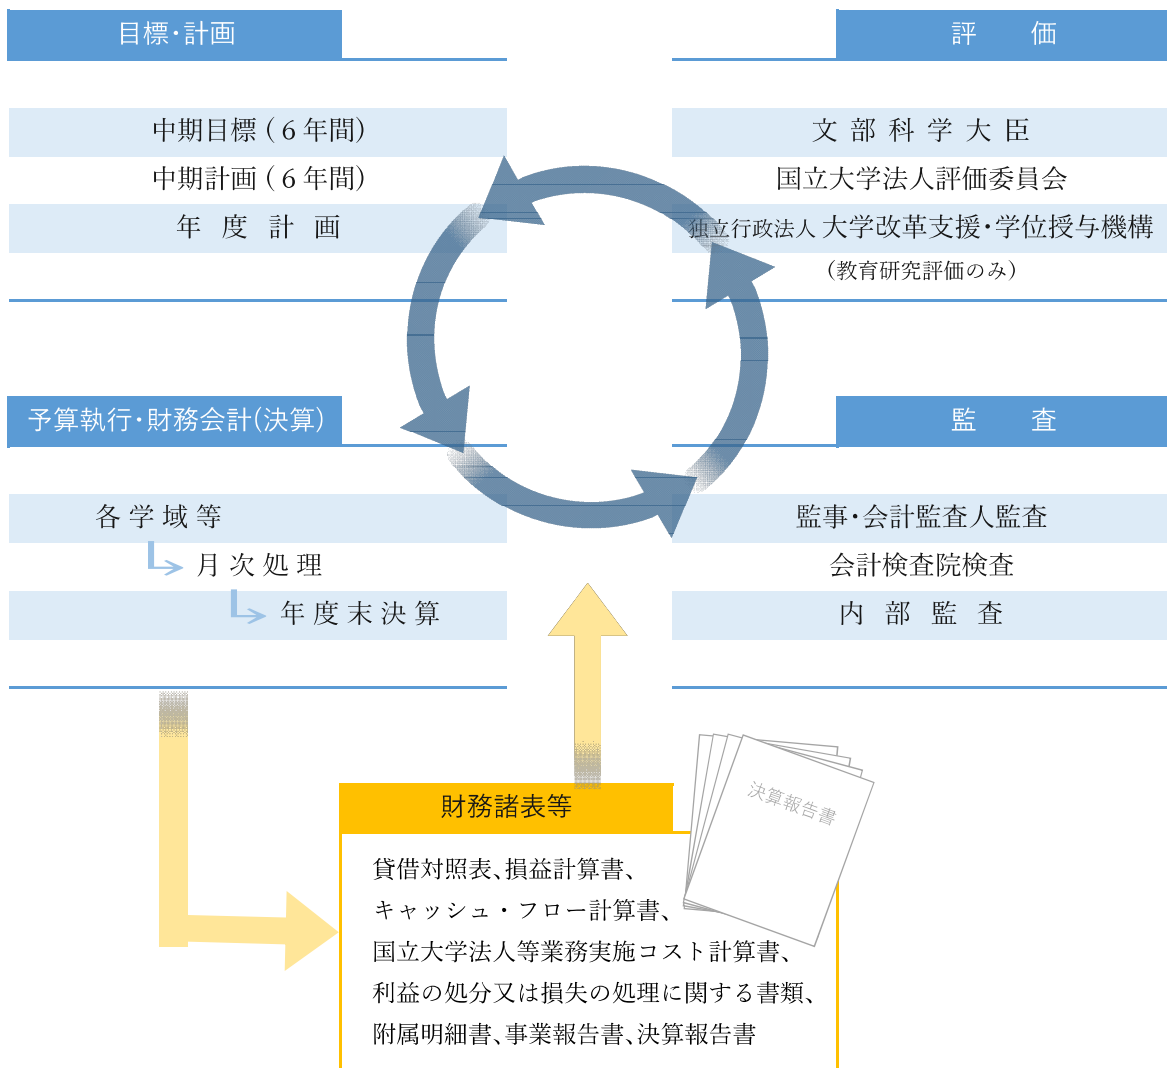 目標・計画
中期目標(６年間)
中期計画(６年間)
年度計画
評価
文部科学大臣
国立大学法人評価委員会
独立行政法人 大学改革支援・学位授与機構
(教育研究評価のみ)
予算執行・財務会計(決算)
各学域等
月次処理
年度末決算
監査
監事・会計監査人監査
会計検査院検査
内部監査
財務諸表等
貸借対照表、損益計算書、
キャッシュ・フロー計算書、
国立大学法人等業務実施コスト計算書、
利益の処分又は損失の処理に関する書類、
附属明細書、事業報告書、決算報告書
決算報告書